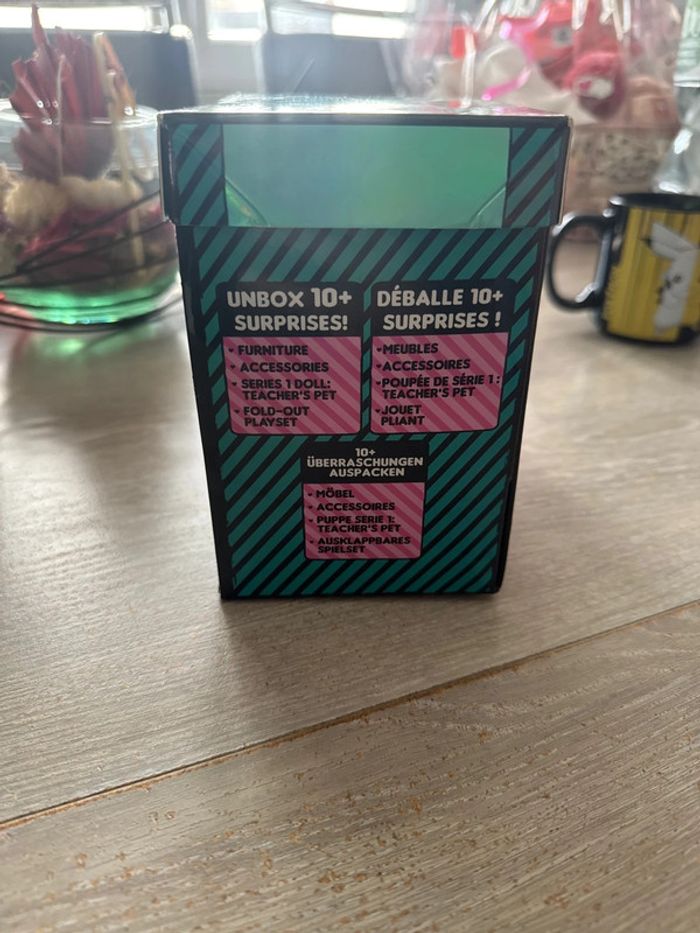 UNBOX 10+
SURPRISES!
FURNITURE
ACCESSORIES
SERIES 1 DOLL:
TEACHER'S PET
FOLD-OUT
PLAYSET
DÉBALLE 10+
SURPRISES !
MEUBLES
ACCESSOIRES
POUPÉE DE SÉRIE 1 :
TEACHER'S PET
JOUET
PLIANT
10+
ÜBERRASCHUNGEN
AUSPACKEN
MÖBEL
ACCESSOIRES
PUPPE SERIE 1:
TEACHER'S PET
AUSKLAPPBARES
SPIELSET